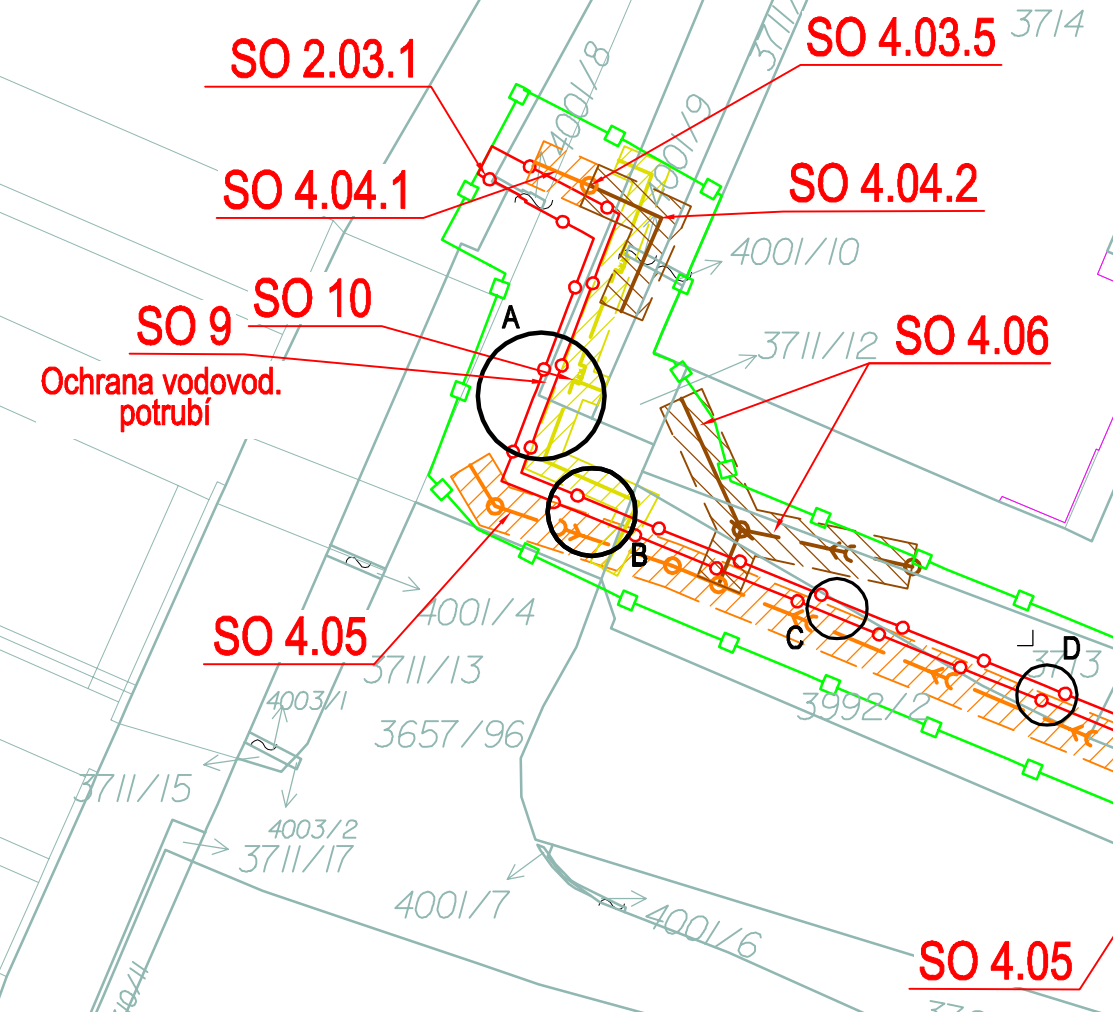 3714
3711/
SO 4.03.5
SO 2.03.1
4001/8
4001/9
SO 4.04.1
SO 4.04.2
4001/10
SO 10
A
SO 9
3711/12
SO 4.06
Ochrana vodovod.
potrubí
B
4001/4
C
SO 4.05
D
3711/13
3713
4003/1
3992/2
3657/96
3711/15
4003/2
3711/17
4001/7
4001/6
SO 4.05